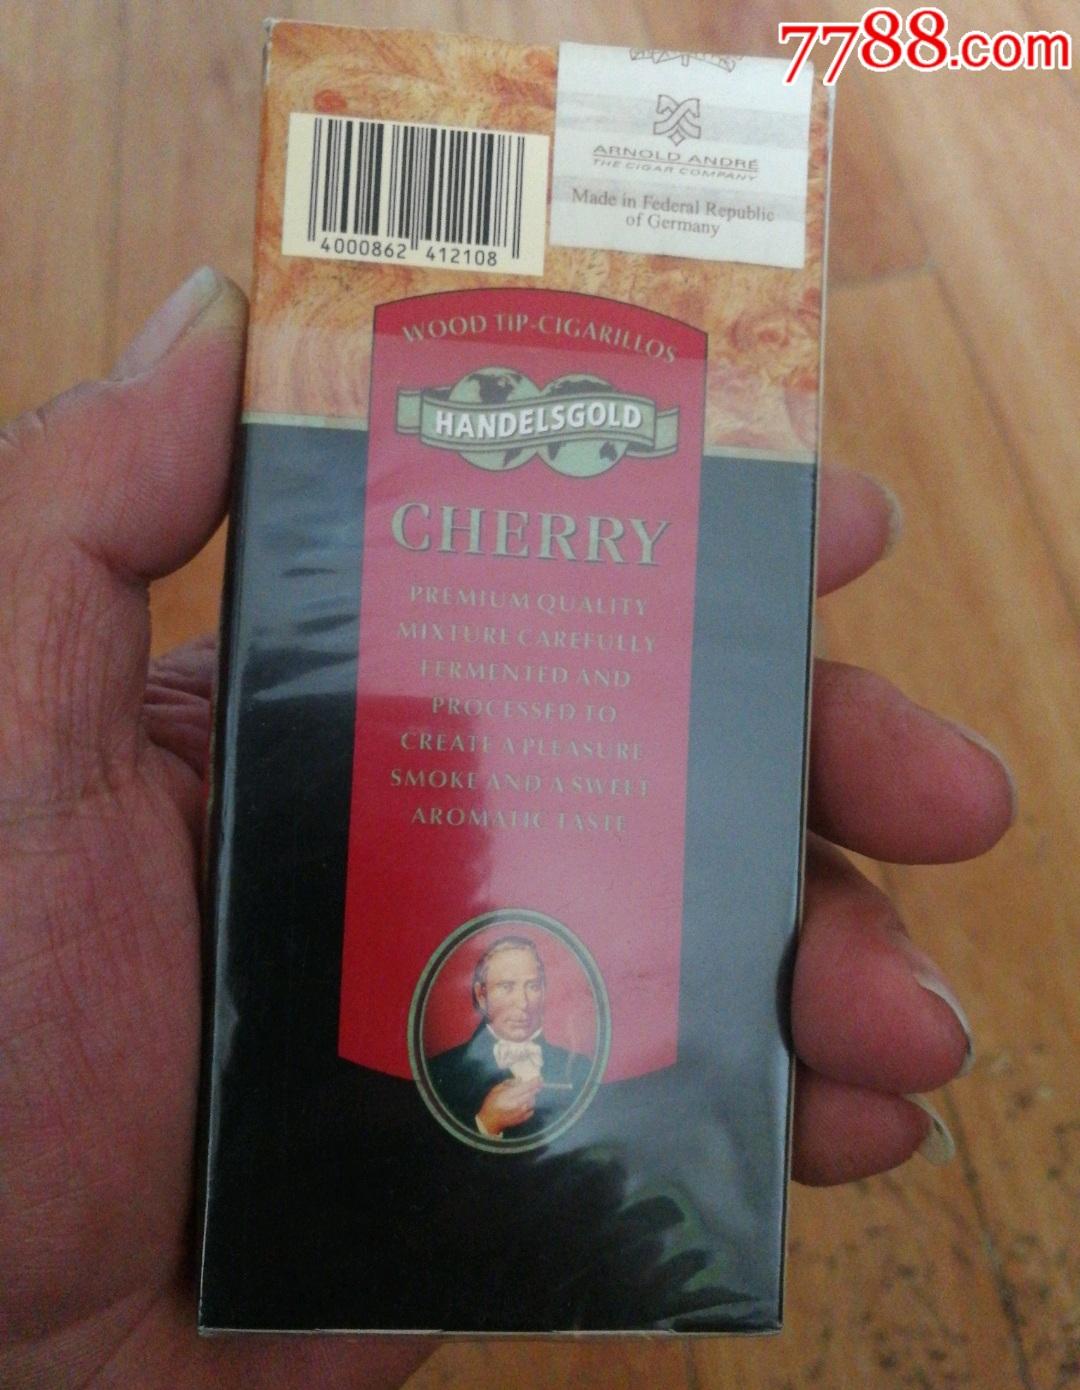 7788.com
ARNOLD ANDRÉ
THE CIGAR COMPANY
Made in Federal Republic
of Germany
4000862 412108
WOOD TIP-CIGARILLOS
HANDELSGOLD
CHERRY
PREMIUM QUALITY
MIXTURE CAREFULLY
FERMENTED AND
PROCESSED TO
CREATE A PLEASURE
SMOKE AND A SWEET
AROMATIC TASTE